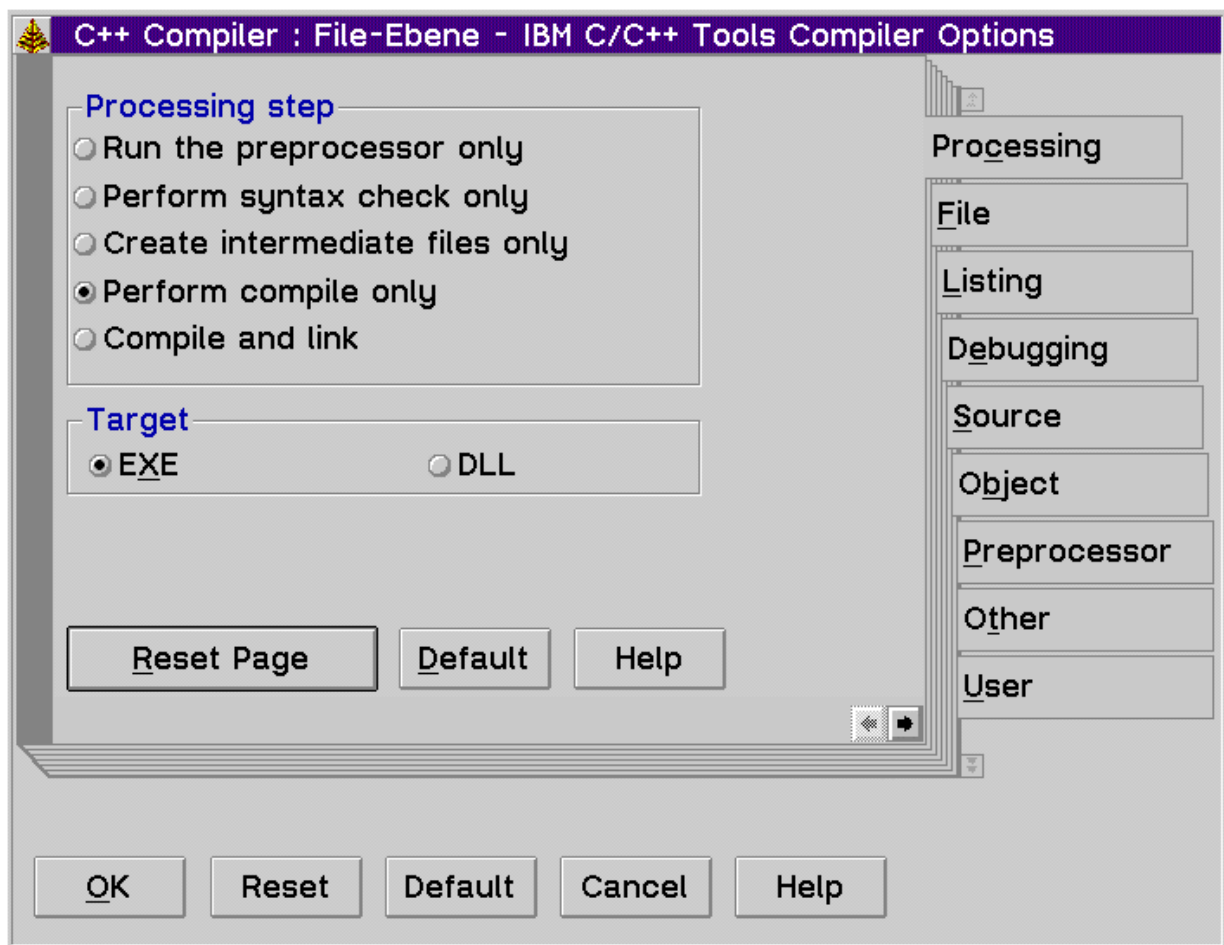 C++ Compiler : File-Ebene - IBM C/C++ Tools Compiler Options
Processing step
Run the preprocessor only
Perform syntax check only
Create intermediate files only
Perform compile only
Compile and link
Target
EXE DLL
Reset Page Default Help
Processing
File
Listing
Debugging
Source
Object
Preprocessor
Other
User
OK Reset Default Cancel Help